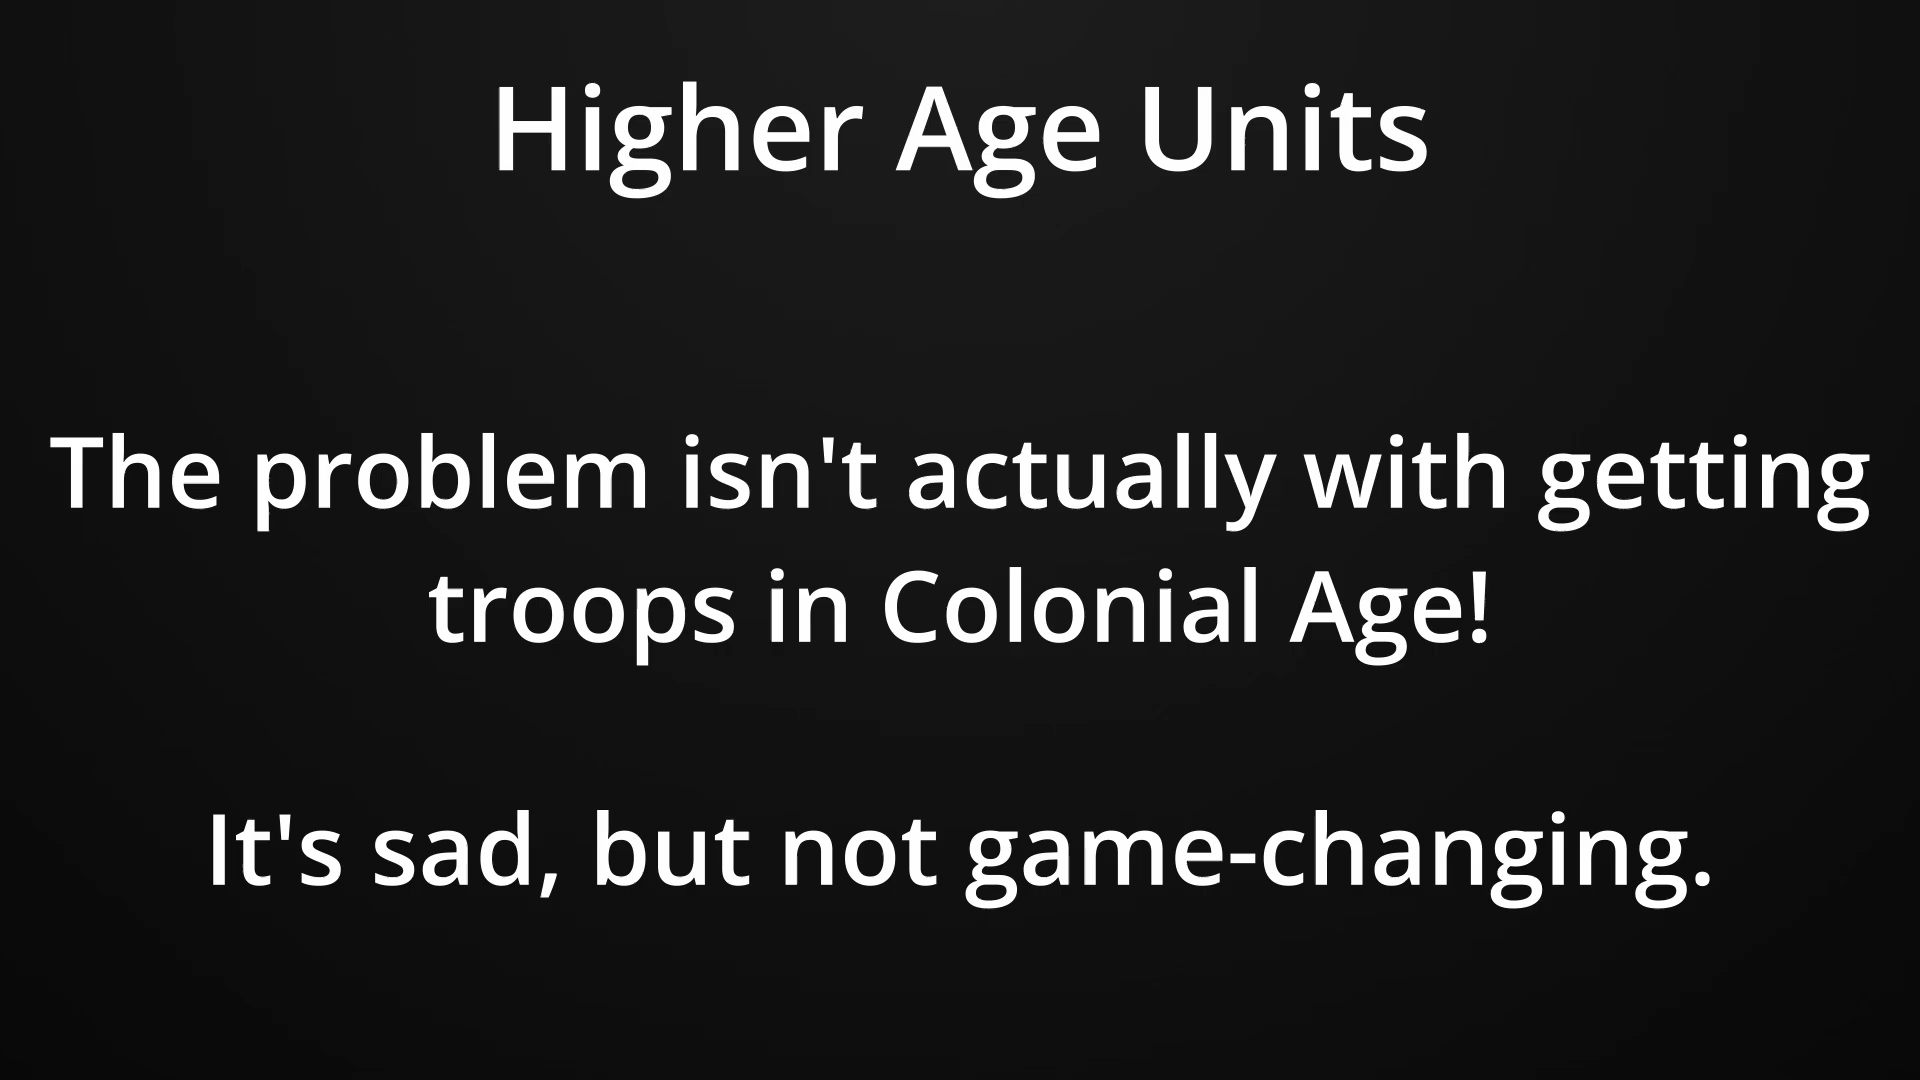 Higher Age Units
The problem isn't actually with getting
troops in Colonial Age!
It's sad, but not game-changing.